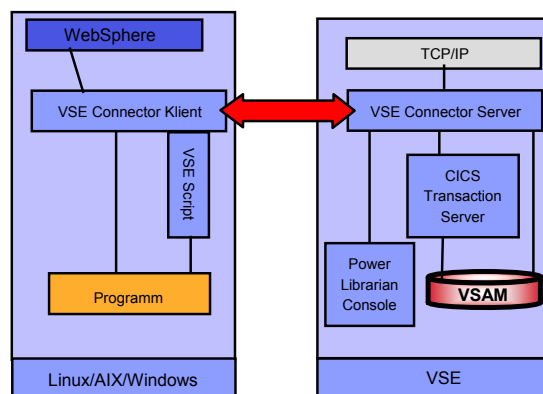 WebSphere
VSE Connector Klient
VSE Script
Programm
Linux/AIX/Windows
TCP/IP
VSE Connector Server
CICS
Transaction
Server
Power
Librarian
Console
VSAM
VSE